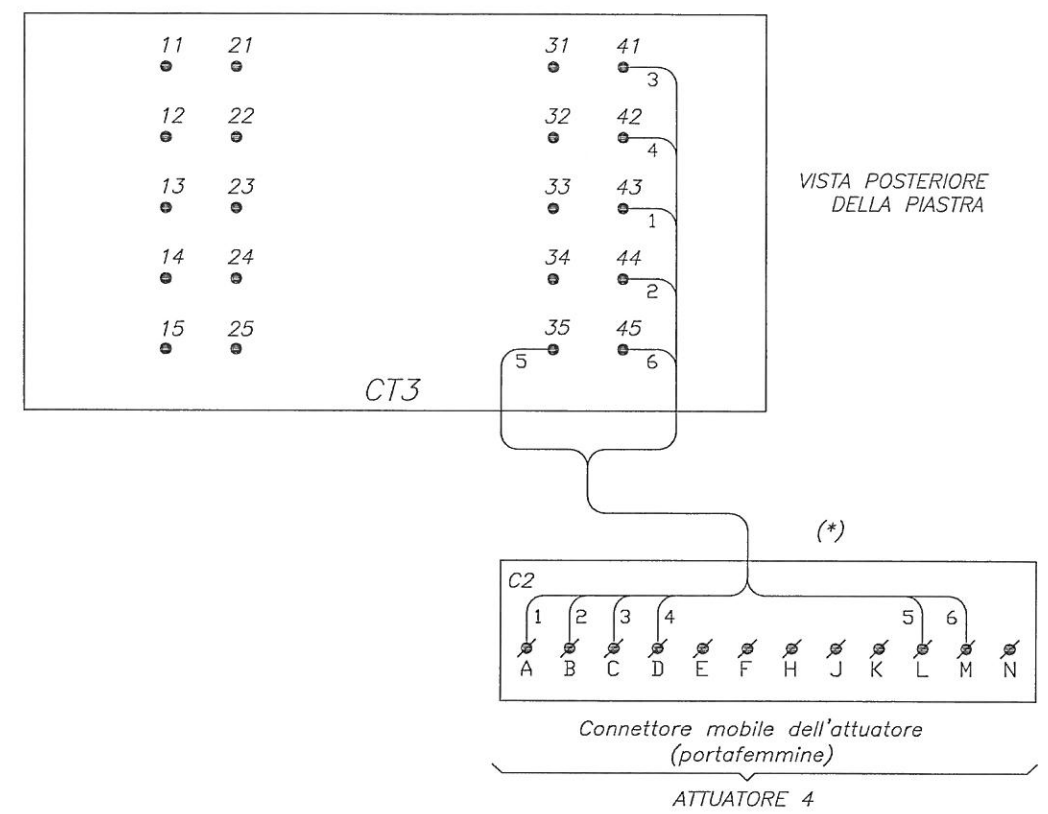 11 21 31 41
3
12 22 32 42
4
13 23 33 43
1
14 24 34 44
2
15 25 35 45
5 6
CT3
VISTA POSTERIORE
DELLA PIASTRA
(*)
C2
1 2 3 4 5 6
A B C D E F H J K L M N
Connettore mobile dell'attuatore
(portafemmine)
ATTUATORE 4